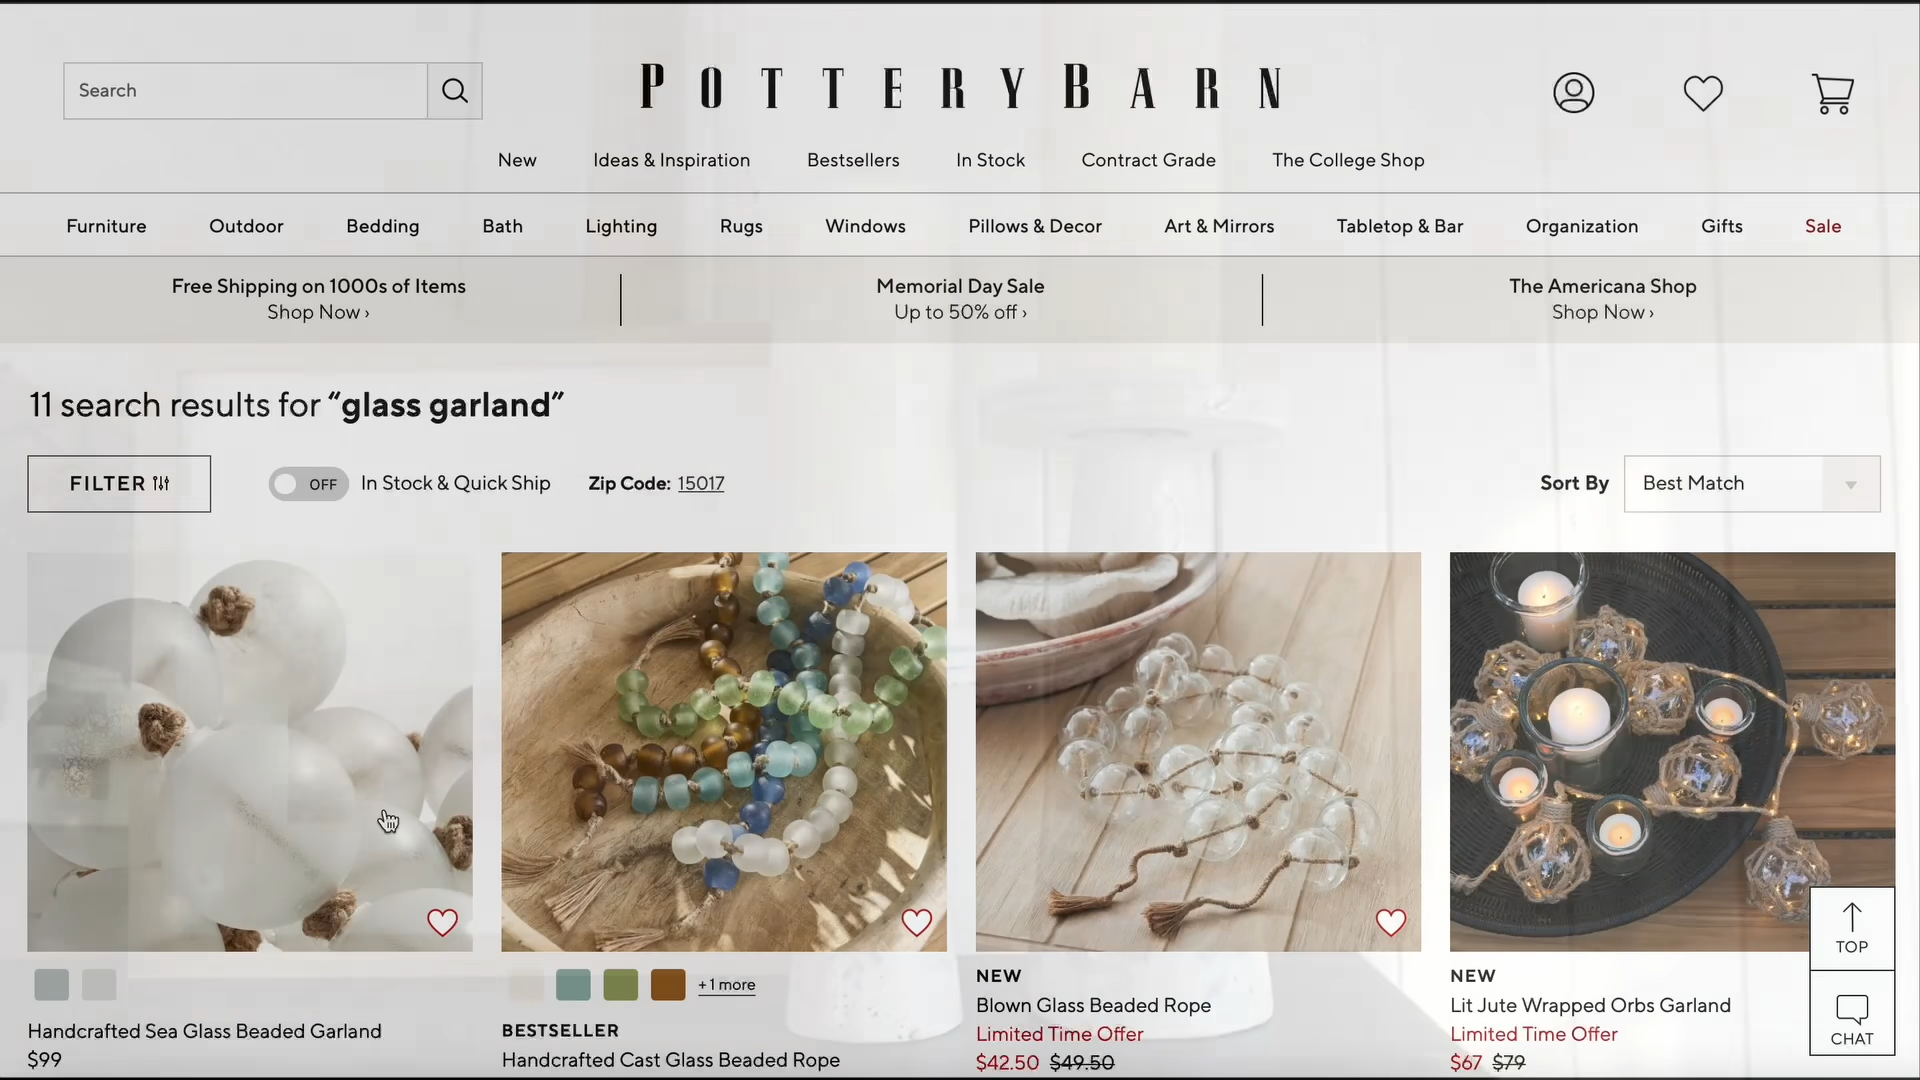 Search
POTTERYBARN
New Ideas & Inspiration Bestsellers In Stock Contract Grade The College Shop
Furniture Outdoor Bedding Bath Lighting Rugs Windows Pillows & Decor Art & Mirrors Tabletop & Bar Organization Gifts Sale
Free Shipping on 1000s of Items
Shop Now ›
Memorial Day Sale
Up to 50% off ›
The Americana Shop
Shop Now ›
11 search results for “glass garland”
FILTER OFF In Stock & Quick Ship Zip Code: 15017 Sort By Best Match
Handcrafted Sea Glass Beaded Garland
$99
+ 1 more
BESTSELLER
Handcrafted Cast Glass Beaded Rope
NEW
Blown Glass Beaded Rope
Limited Time Offer
$42.50 $49.50
NEW
Lit Jute Wrapped Orbs Garland
Limited Time Offer
$67 $79
TOP
CHAT